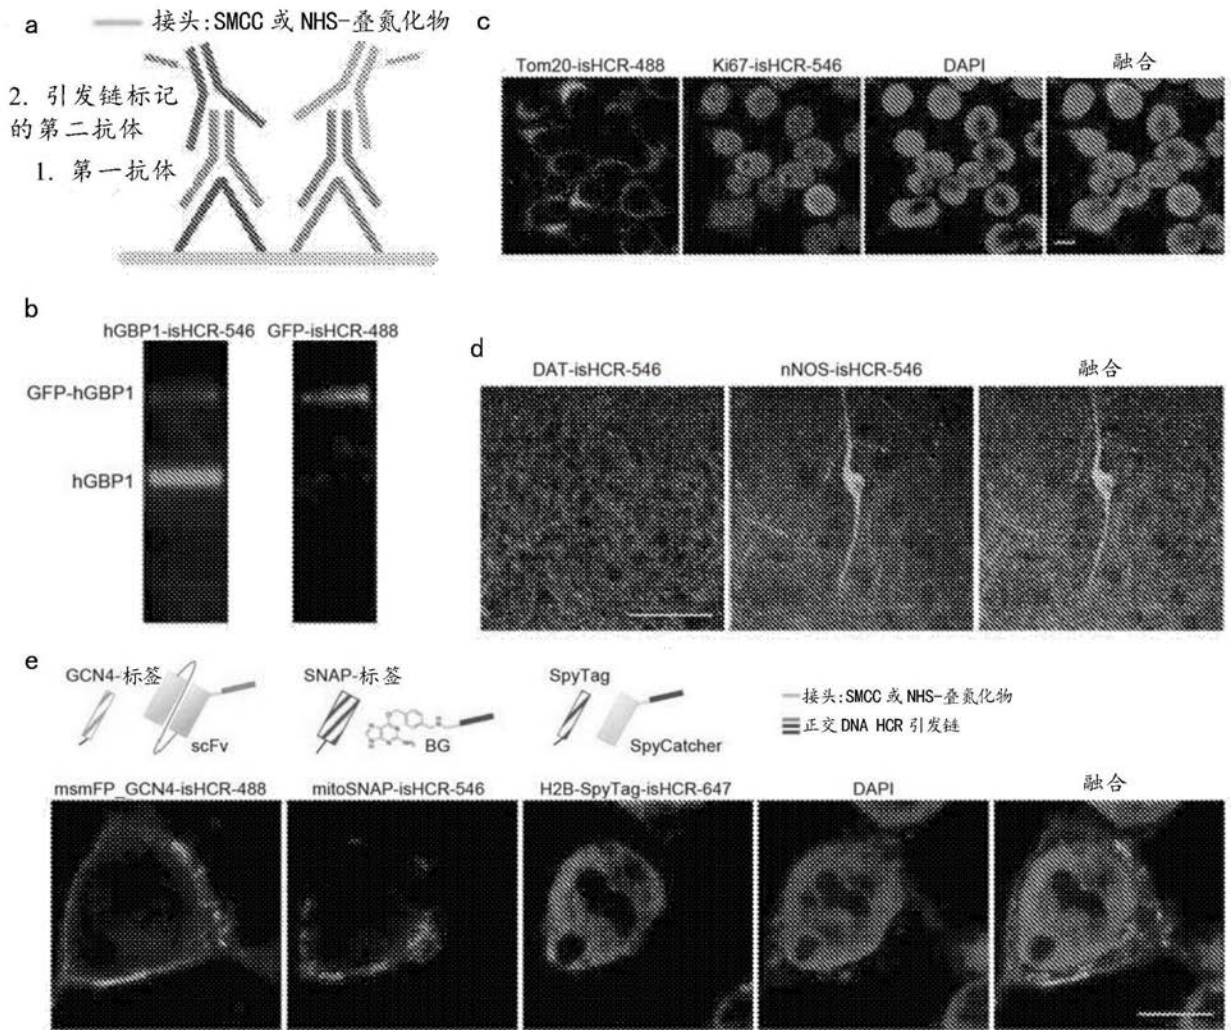 a
接头:SMCC 或 NHS-叠氮化物
2. 引发链标记
的第二抗体
1. 第一抗体
b
hGBP1-isHCR-546 GFP-isHCR-488
GFP-hGBP1
hGBP1
c
Tom20-isHCR-488 Ki67-isHCR-546 DAPI 融合
d
DAT-isHCR-546 nNOS-isHCR-546 融合
e
GCN4-标签
scFv
SNAP-标签
BG
SpyTag
SpyCatcher
接头:SMCC 或 NHS-叠氮化物
正交 DNA HCR 引发链
msmFP_GCN4-isHCR-488 mitoSNAP-isHCR-546 H2B-SpyTag-isHCR-647 DAPI 融合